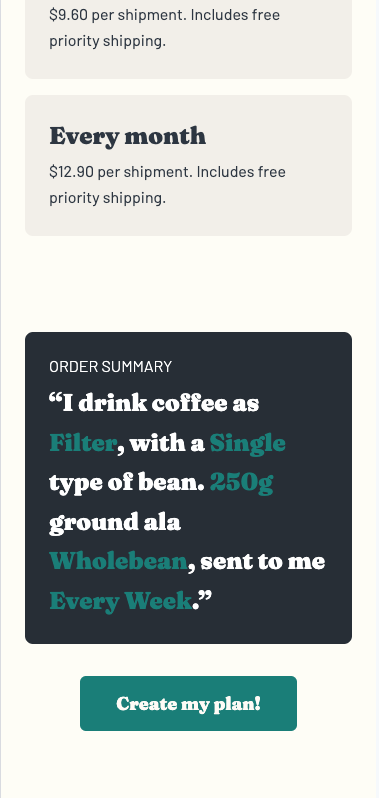 $9.60 per shipment. Includes free
priority shipping.
Every month
$12.90 per shipment. Includes free
priority shipping.
ORDER SUMMARY
“I drink coffee as
Filter, with a Single
type of bean. 250g
ground ala
Wholebean, sent to me
Every Week.”
Create my plan!